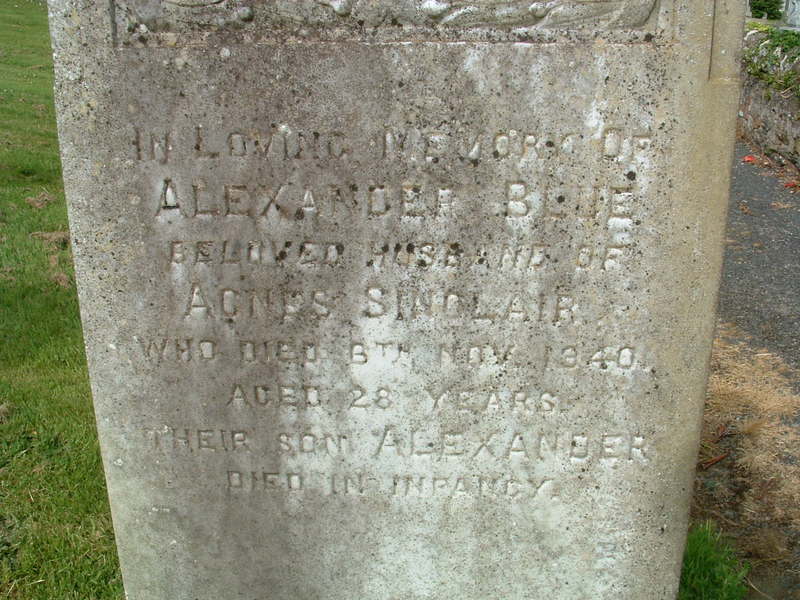 IN LOVING MEMORY OF
ALEXANDER BLUE
BELOVED HUSBAND OF
AGNES SINCLAIR
WHO DIED 8TH NOV. 1940.
AGED 28 YEARS.
THEIR SON ALEXANDER
DIED IN INFANCY.